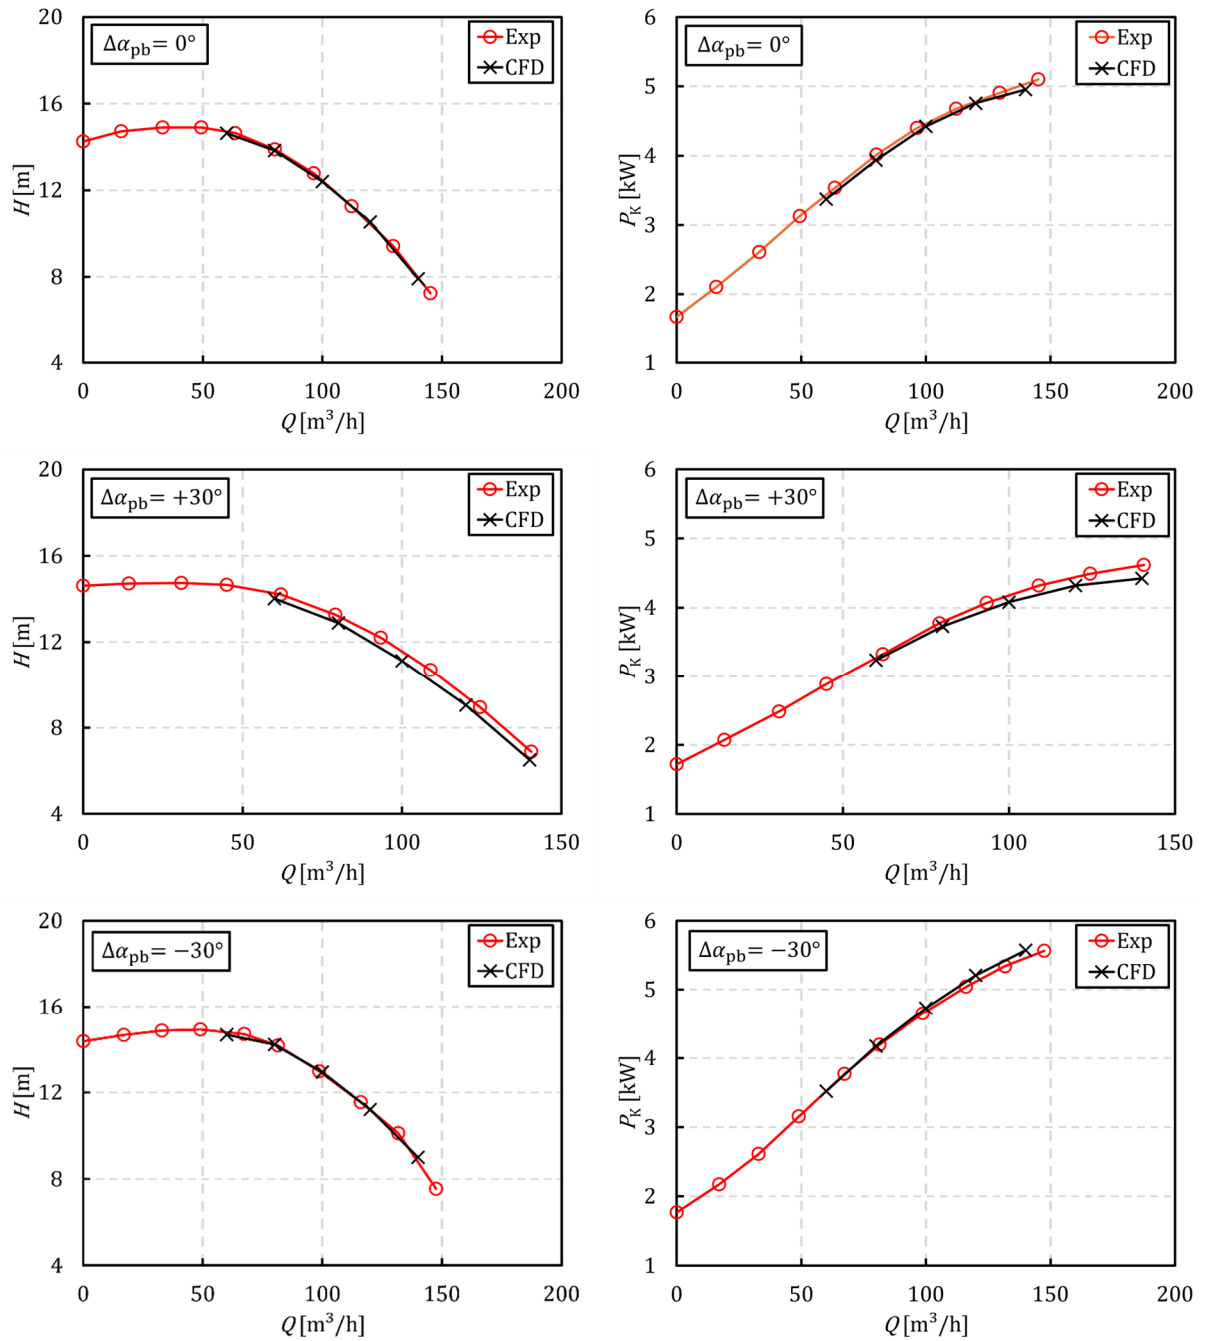 20
16
12
8
4
H [m]
Δα_pb = 0°
Exp
CFD
0 50 100 150 200
Q [m³/h]
6
5
4
3
2
1
P_K [kW]
Δα_pb = 0°
Exp
CFD
0 50 100 150 200
Q [m³/h]
20
16
12
8
4
H [m]
Δα_pb = +30°
Exp
CFD
0 50 100 150
Q [m³/h]
6
5
4
3
2
1
P_K [kW]
Δα_pb = +30°
Exp
CFD
0 50 100 150
Q [m³/h]
20
16
12
8
4
H [m]
Δα_pb = −30°
Exp
CFD
0 50 100 150 200
Q [m³/h]
6
5
4
3
2
1
P_K [kW]
Δα_pb = −30°
Exp
CFD
0 50 100 150 200
Q [m³/h]